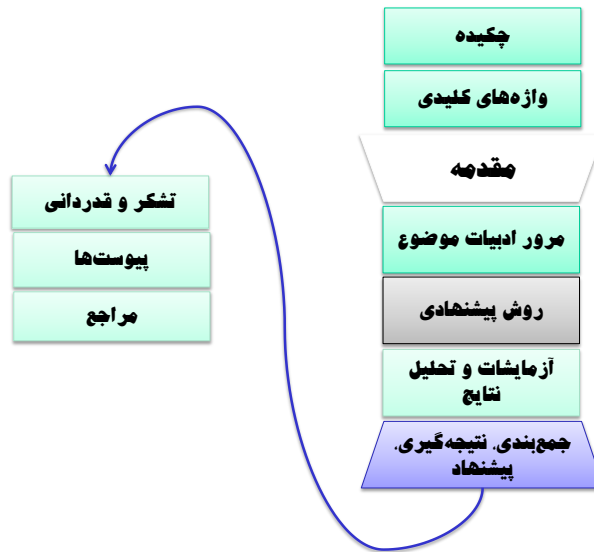 چکیده
واژه‌های کلیدی
مقدمه
مرور ادبیات موضوع
روش پیشنهادی
آزمایشات و تحلیل
نتایج
جمع‌بندی، نتیجه‌گیری،
پیشنهاد
تشکر و قدردانی
پیوست‌ها
مراجع